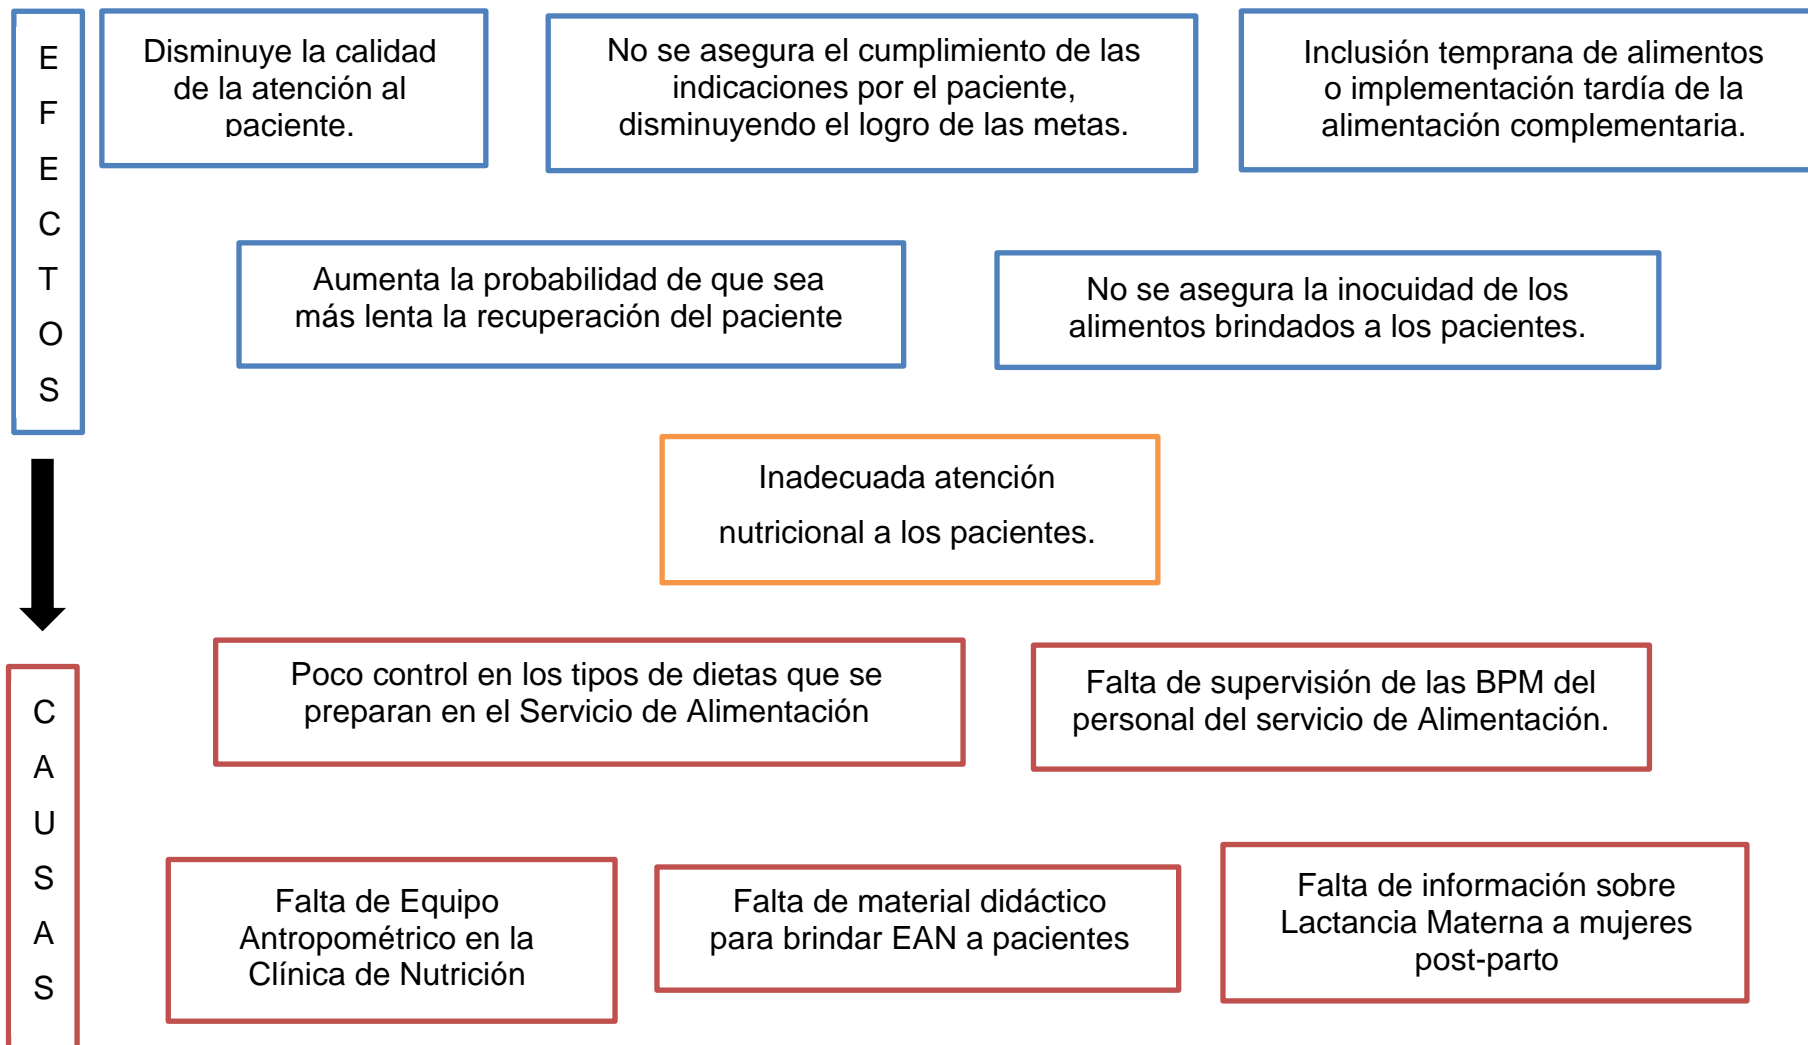 E
F
E
C
T
O
S
Disminuye la calidad
de la atención al
paciente.
No se asegura el cumplimiento de las
indicaciones por el paciente,
disminuyendo el logro de las metas.
Inclusión temprana de alimentos
o implementación tardía de la
alimentación complementaria.
Aumenta la probabilidad de que sea
más lenta la recuperación del paciente
No se asegura la inocuidad de los
alimentos brindados a los pacientes.
Inadecuada atención
nutricional a los pacientes.
C
A
U
S
A
S
Poco control en los tipos de dietas que se
preparan en el Servicio de Alimentación
Falta de supervisión de las BPM del
personal del servicio de Alimentación.
Falta de Equipo
Antropométrico en la
Clínica de Nutrición
Falta de material didáctico
para brindar EAN a pacientes
Falta de información sobre
Lactancia Materna a mujeres
post-parto